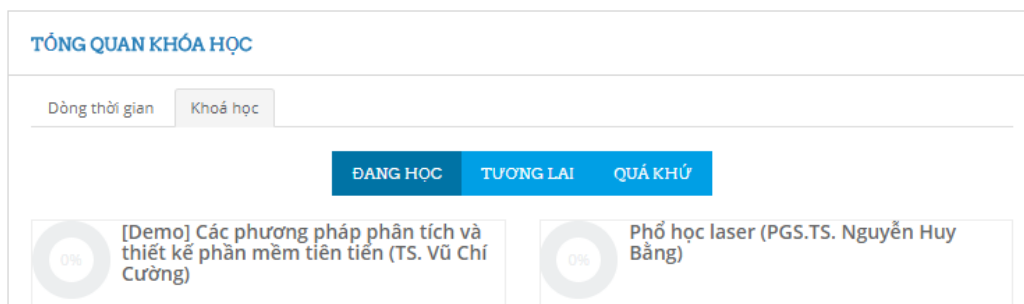 TỔNG QUAN KHÓA HỌC
Dòng thời gian Khoá học
ĐANG HỌC TƯƠNG LAI QUÁ KHỨ
0%
[Demo] Các phương pháp phân tích và
thiết kế phần mềm tiên tiến (TS. Vũ Chí
Cường)
0%
Phổ học laser (PGS.TS. Nguyễn Huy
Bằng)